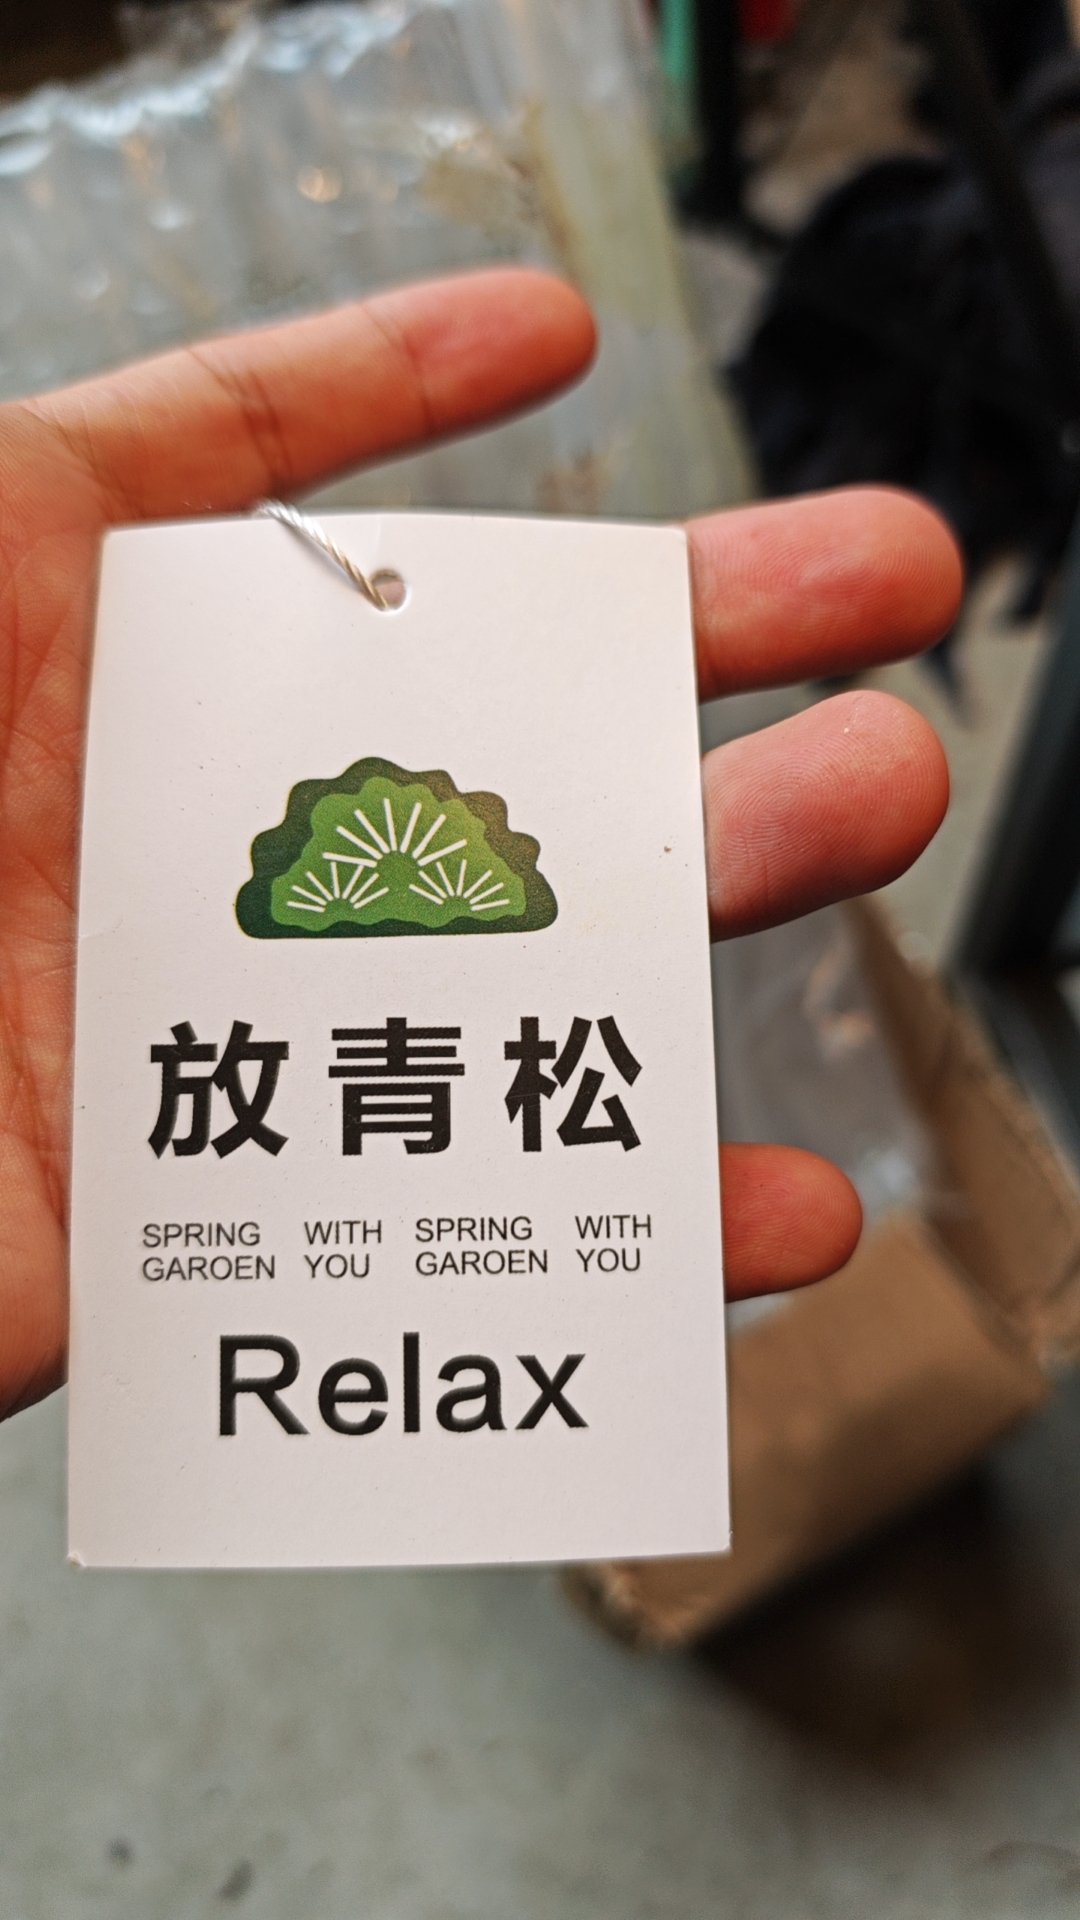 放青松
SPRING WITH SPRING WITH
GAROEN YOU GAROEN YOU
Relax